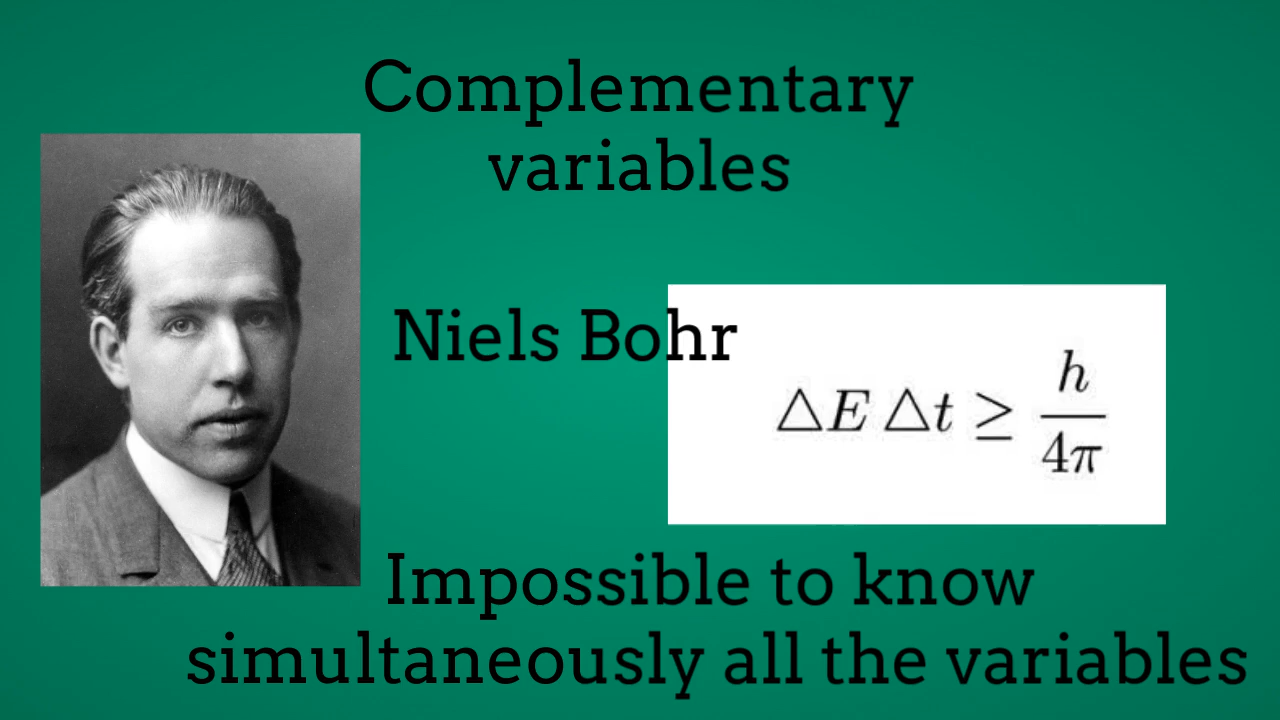 Complementary
variables
Niels Bohr
△E △t ≥ h/4π
Impossible to know
simultaneously all the variables